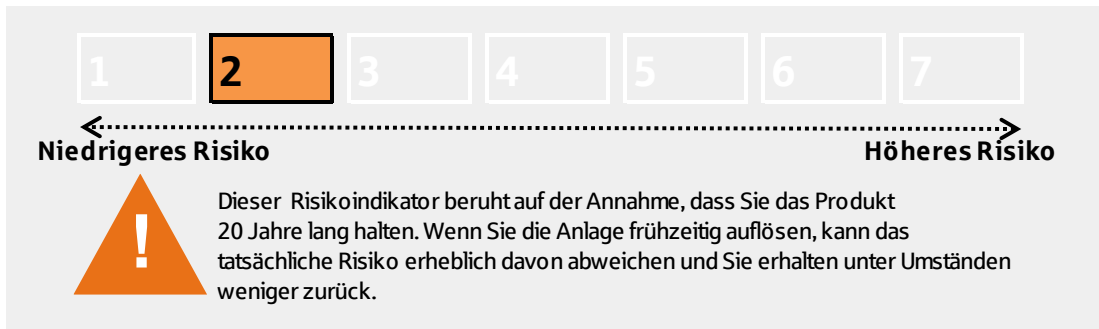 1 2 3 4 5 6 7
Niedrigeres Risiko Höheres Risiko
!
Dieser Risikoindikator beruht auf der Annahme, dass Sie das Produkt
20 Jahre lang halten. Wenn Sie die Anlage frühzeitig auflösen, kann das
tatsächliche Risiko erheblich davon abweichen und Sie erhalten unter Umständen
weniger zurück.